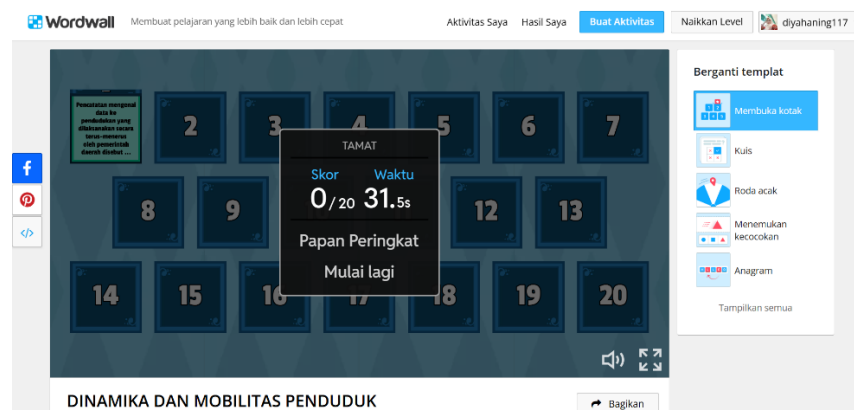 Wordwall Membuat pelajaran yang lebih baik dan lebih cepat Aktivitas Saya Hasil Saya Buat Aktivitas Naikkan Level diyahaning117
Pencatatan mengenai
data ke
pendudukan yang
dilaksanakan secara
terus-menerus
oleh pemerintah
daerah disebut ...
2 3 4 5 6 7
8 9 12 13
14 15 16 17 18 19 20
TAMAT
Skor Waktu
0/20 31.5s
Papan Peringkat
Mulai lagi
Berganti templat
Membuka kotak
Kuis
Roda acak
Menemukan
kecocokan
Anagram
Tampilkan semua
DINAMIKA DAN MOBILITAS PENDUDUK
Bagikan